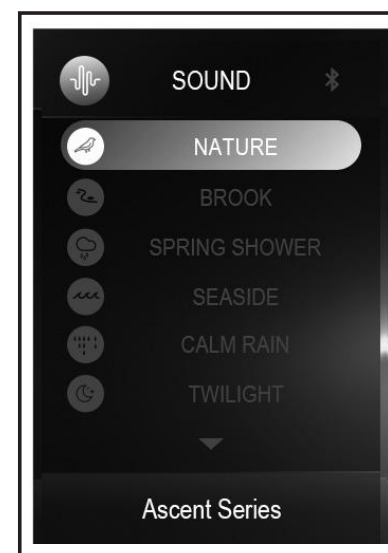 SOUND
NATURE
BROOK
SPRING SHOWER
SEASIDE
CALM RAIN
TWILIGHT
Ascent Series